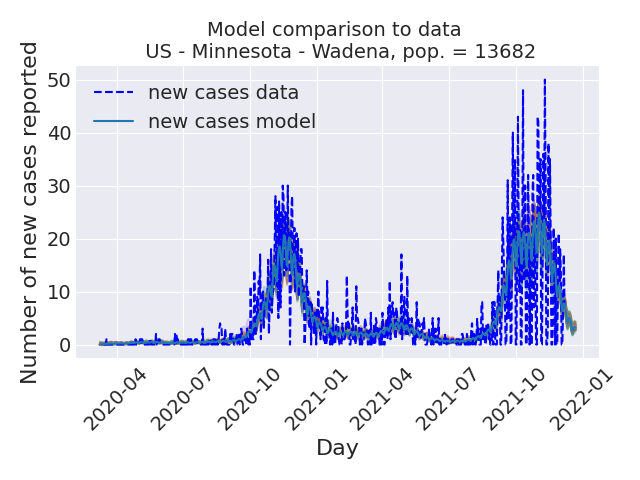 Model comparison to data
US - Minnesota - Wadena, pop. = 13682
Number of new cases reported
50
40
30
20
10
0
new cases data
new cases model
2020-04
2020-07
2020-10
2021-01
2021-04
2021-07
2021-10
2022-01
Day